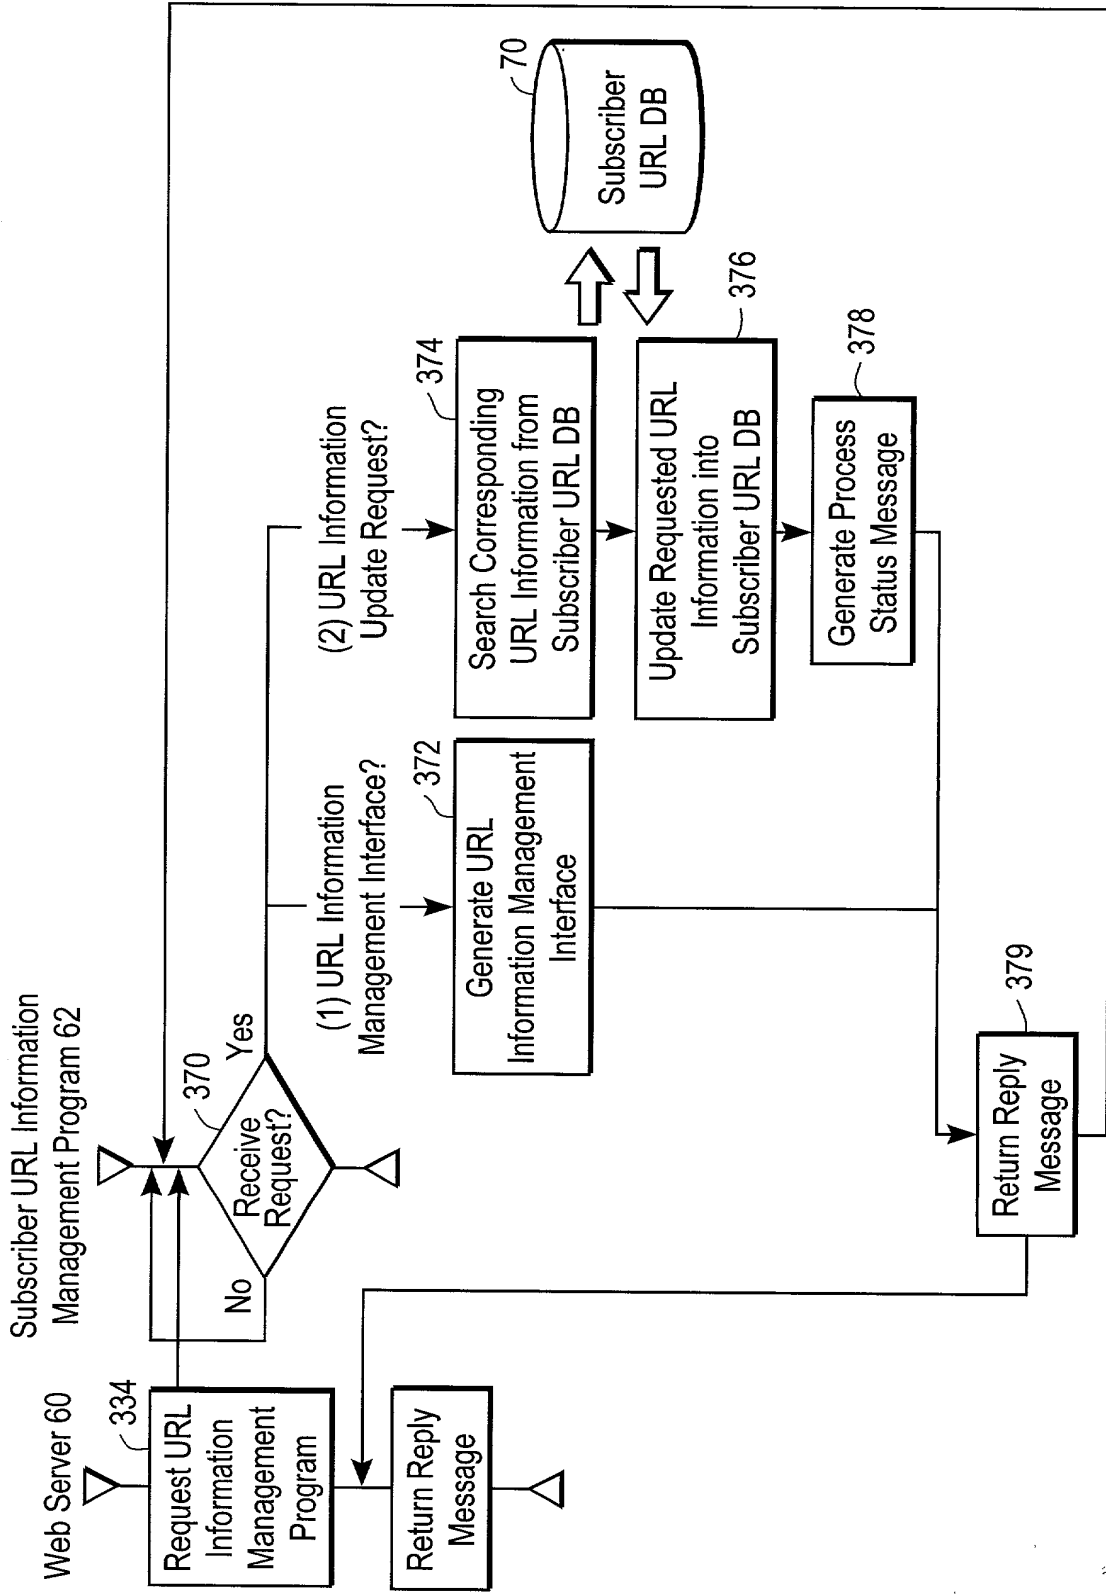 Web Server 60
334
Request URL
Information
Management
Program
Return Reply
Message
Subscriber URL Information
Management Program 62
370
Receive
Request?
No
Yes
(1) URL Information
Management Interface?
372
Generate URL
Information Management
Interface
(2) URL Information
Update Request?
374
Search Corresponding
URL Information from
Subscriber URL DB
376
Update Requested URL
Information into
Subscriber URL DB
378
Generate Process
Status Message
70
Subscriber
URL DB
379
Return Reply
Message